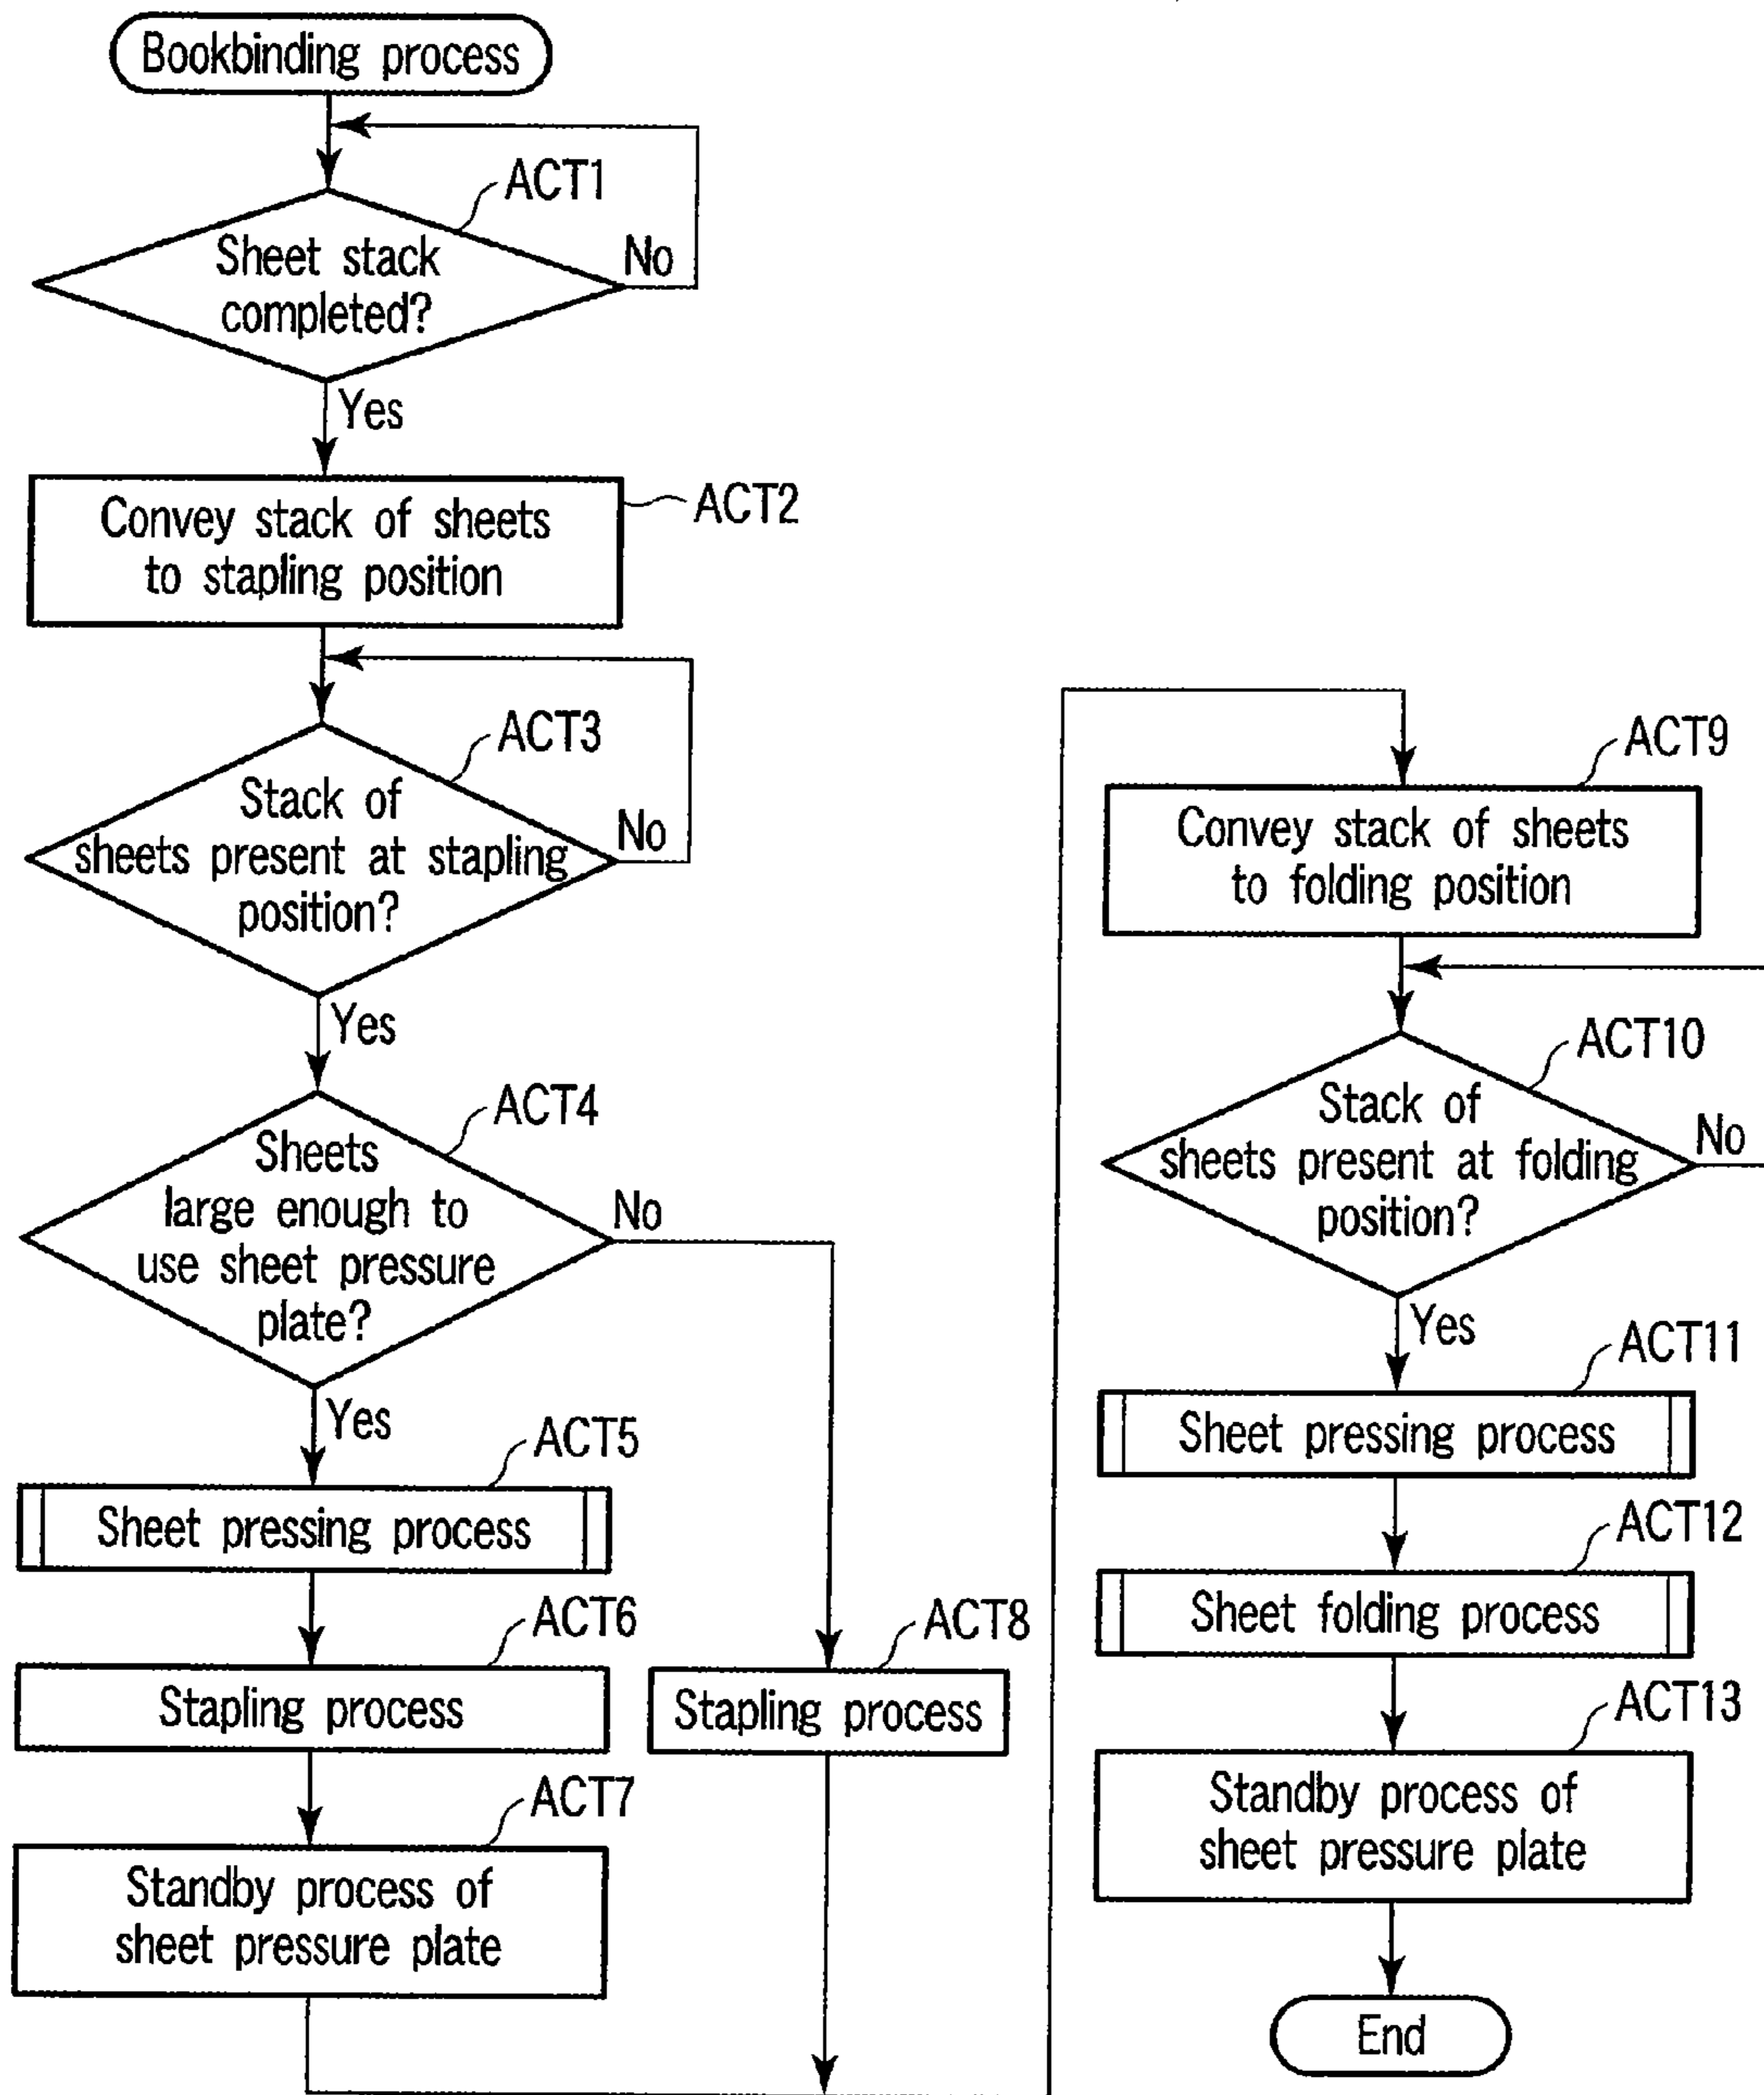 Bookbinding process
ACT1
Sheet stack
completed?
No
Yes
ACT2
Convey stack of sheets
to stapling position
ACT3
Stack of
sheets present at stapling
position?
No
Yes
ACT4
Sheets
large enough to
use sheet pressure
plate?
No
Yes
ACT5
Sheet pressing process
ACT6
Stapling process
ACT8
Stapling process
ACT7
Standby process of
sheet pressure plate
ACT9
Convey stack of sheets
to folding position
ACT10
Stack of
sheets present at folding
position?
No
Yes
ACT11
Sheet pressing process
ACT12
Sheet folding process
ACT13
Standby process of
sheet pressure plate
End